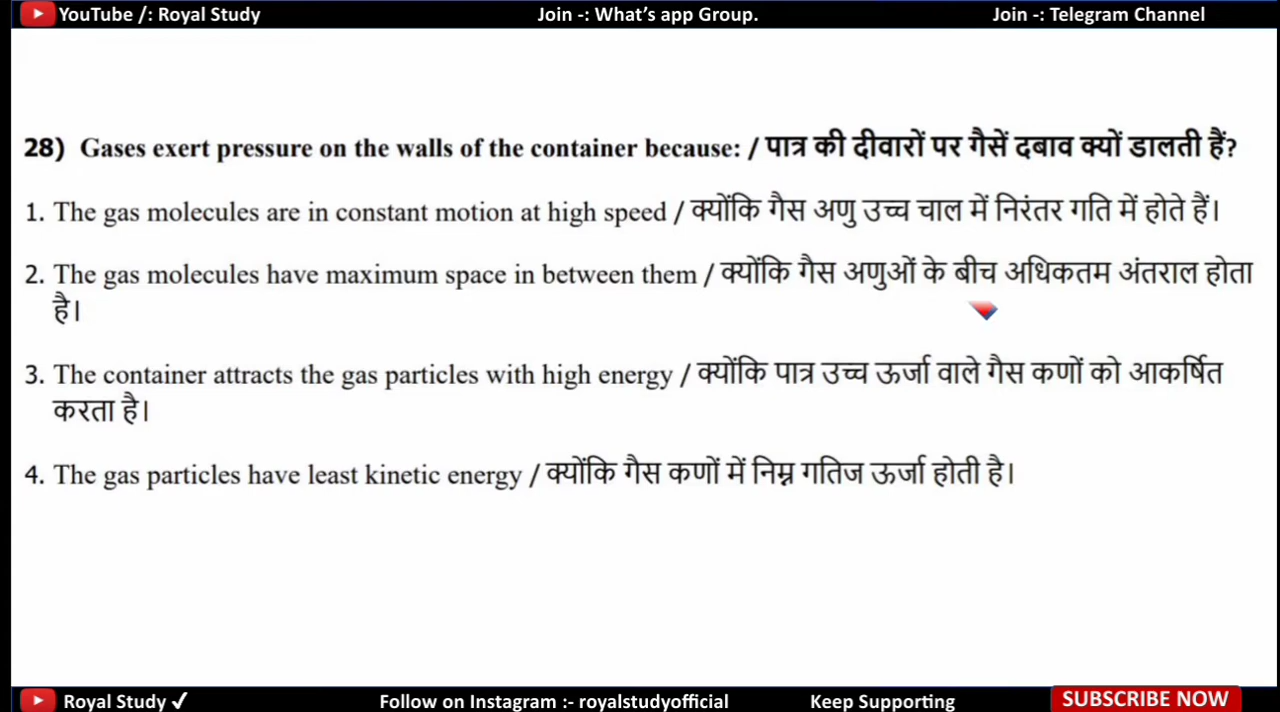 YouTube /: Royal Study Join -: What's app Group. Join -: Telegram Channel
28) Gases exert pressure on the walls of the container because: / पात्र की दीवारों पर गैसें दबाव क्यों डालती हैं?
1. The gas molecules are in constant motion at high speed / क्योंकि गैस अणु उच्च चाल में निरंतर गति में होते हैं।
2. The gas molecules have maximum space in between them / क्योंकि गैस अणुओं के बीच अधिकतम अंतराल होता
है।
3. The container attracts the gas particles with high energy / क्योंकि पात्र उच्च ऊर्जा वाले गैस कणों को आकर्षित
करता है।
4. The gas particles have least kinetic energy / क्योंकि गैस कणों में निम्न गतिज ऊर्जा होती है।
Royal Study ✓ Follow on Instagram :- royalstudyofficial Keep Supporting SUBSCRIBE NOW